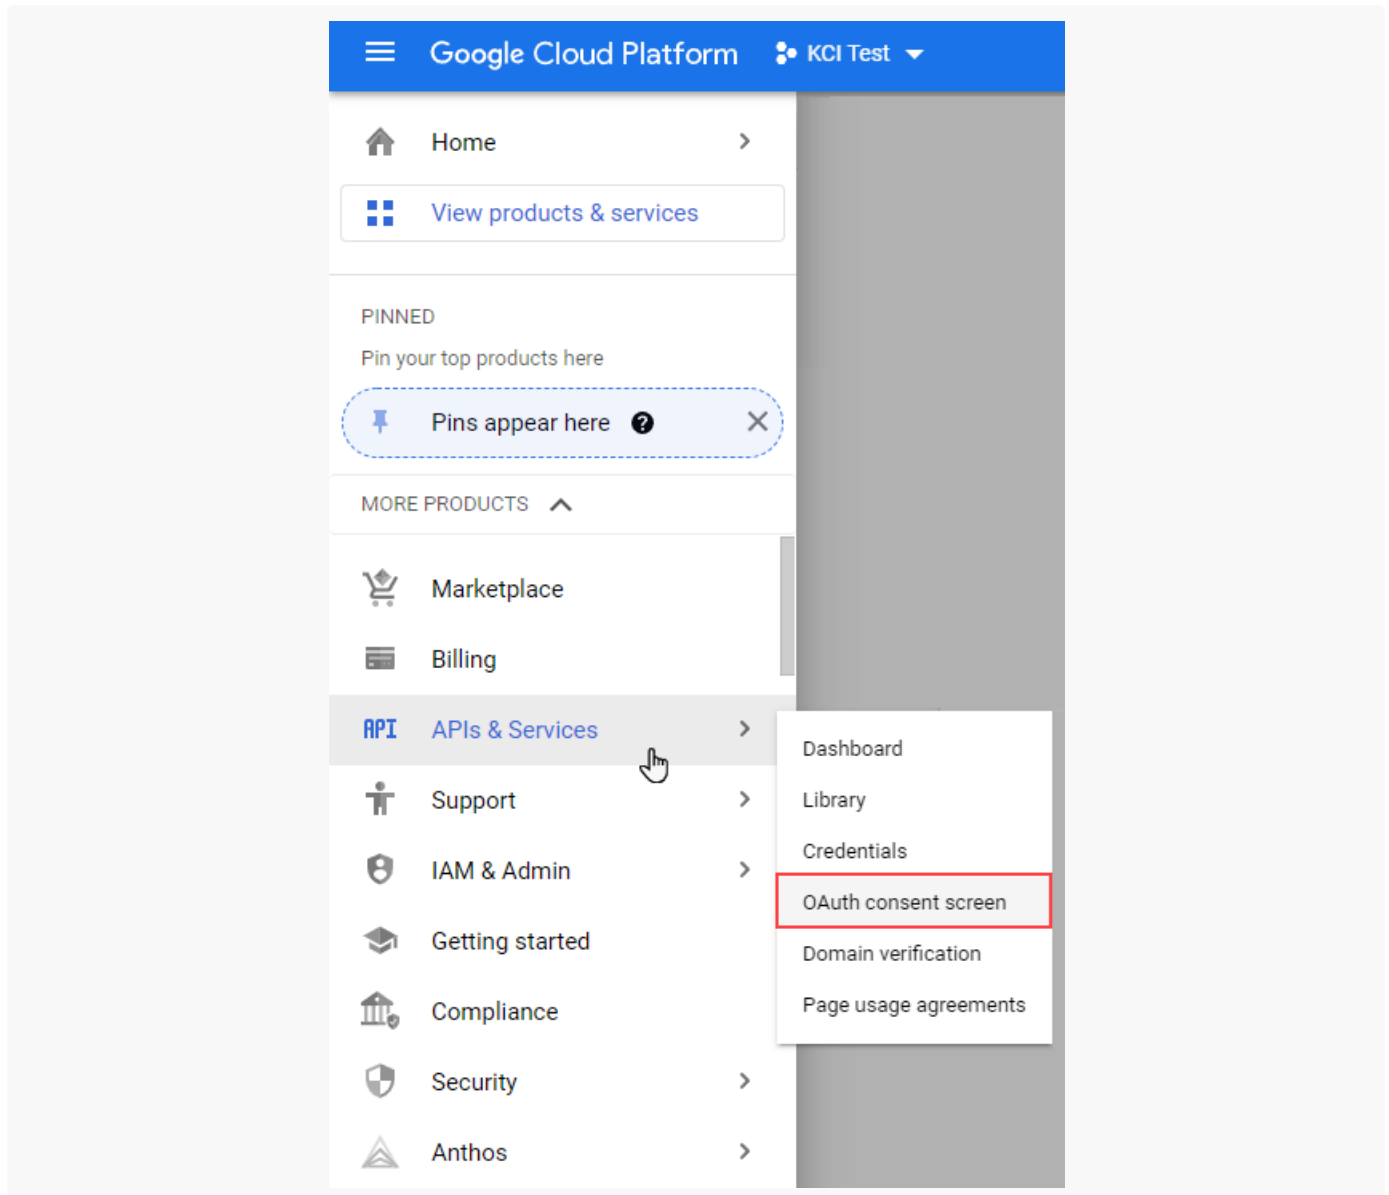 Google Cloud Platform
KCI Test
Home
View products & services
PINNED
Pin your top products here
Pins appear here ?
MORE PRODUCTS
Marketplace
Billing
API APIs & Services
Support
IAM & Admin
Getting started
Compliance
Security
Anthos
Dashboard
Library
Credentials
OAuth consent screen
Domain verification
Page usage agreements